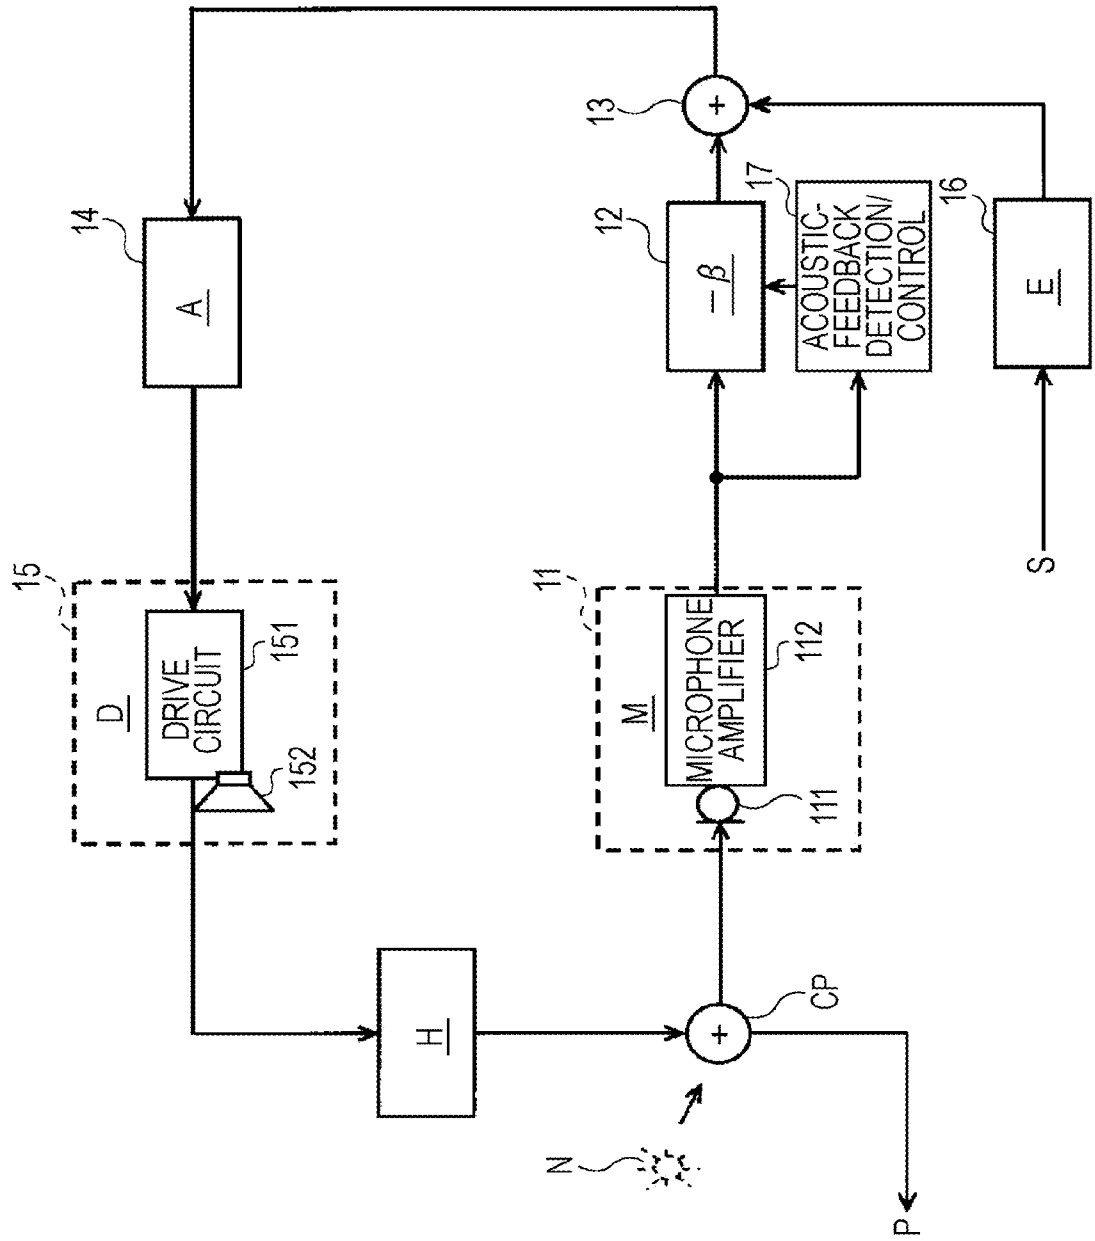 14
A
15
D
DRIVE
CIRCUIT
151
152
H
13
12
−β
17
ACOUSTIC-
FEEDBACK
DETECTION/
CONTROL
16
E
S
11
M
MICROPHONE
AMPLIFIER
112
111
+
+
CP
N
P